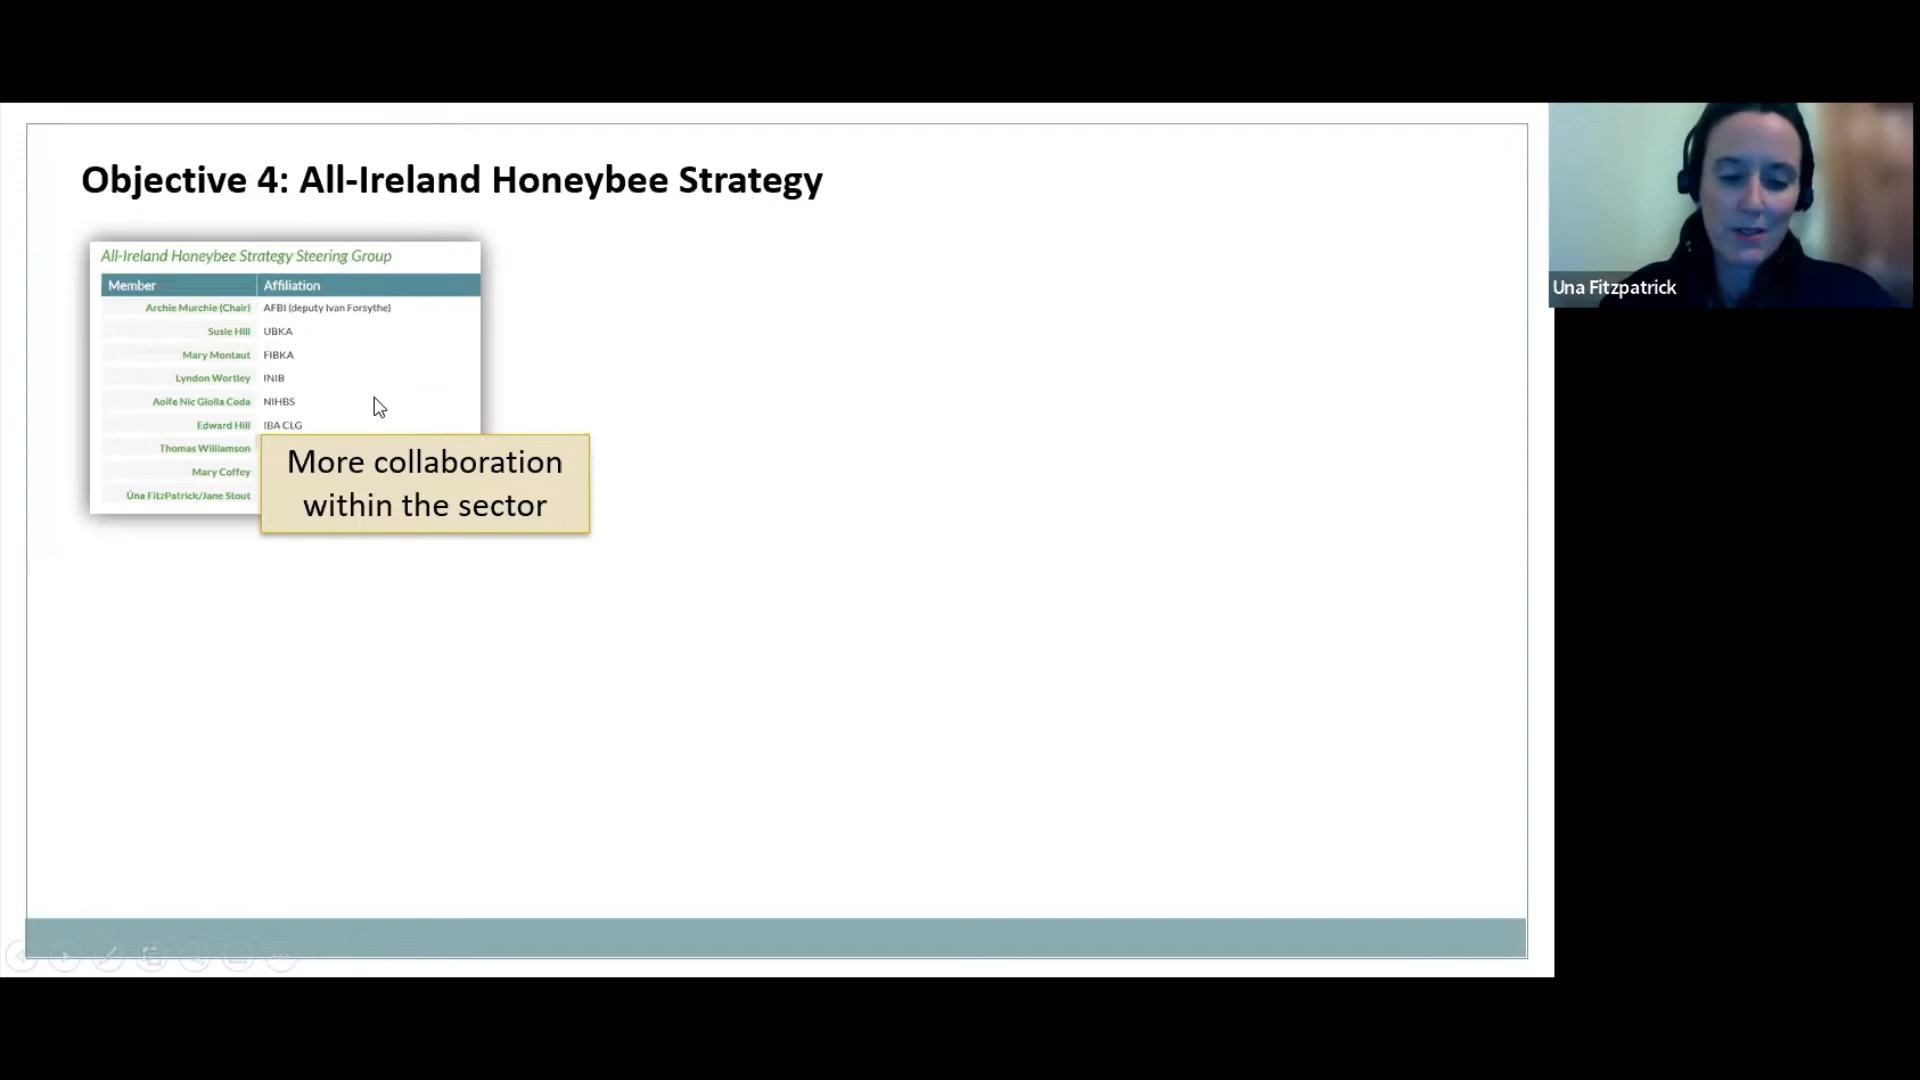 Objective 4: All-Ireland Honeybee Strategy
All-Ireland Honeybee Strategy Steering Group
Member Affiliation
Archie Murchie (Chair) AFBI (deputy Ivan Forsythe)
Susie Hill UBKA
Mary Montaut FIBKA
Lyndon Wortley INIB
Aoife Nic Giolla Coda NIHBS
Edward Hill IBA CLG
Thomas Williamson
Mary Coffey
Úna FitzPatrick/Jane Stout
More collaboration
within the sector
Una Fitzpatrick